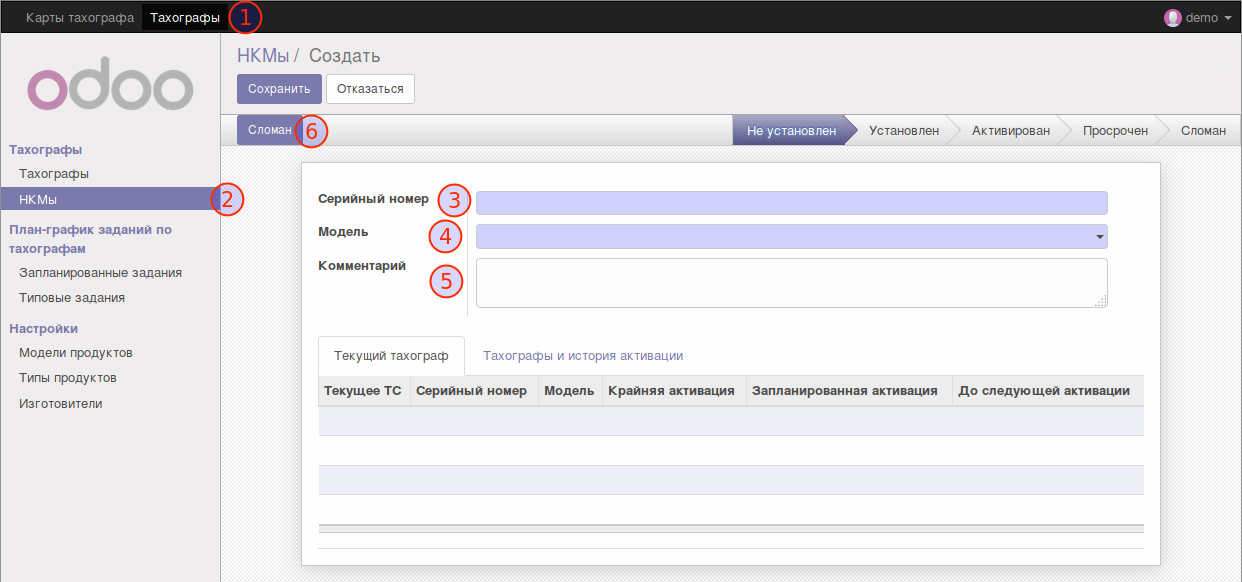 Карты тахографа Тахографы 1 demo
odoo
НКМы / Создать
Сохранить Отказаться
Сломан 6 Не установлен Установлен Активирован Просрочен Сломан
Тахографы
Тахографы
НКМы 2
План-график заданий по
тахографам
Запланированные задания
Типовые задания
Настройки
Модели продуктов
Типы продуктов
Изготовители
Серийный номер 3
Модель 4
Комментарий 5
Текущий тахограф Тахографы и история активации
Текущее ТС Серийный номер Модель Крайняя активация Запланированная активация До следующей активации